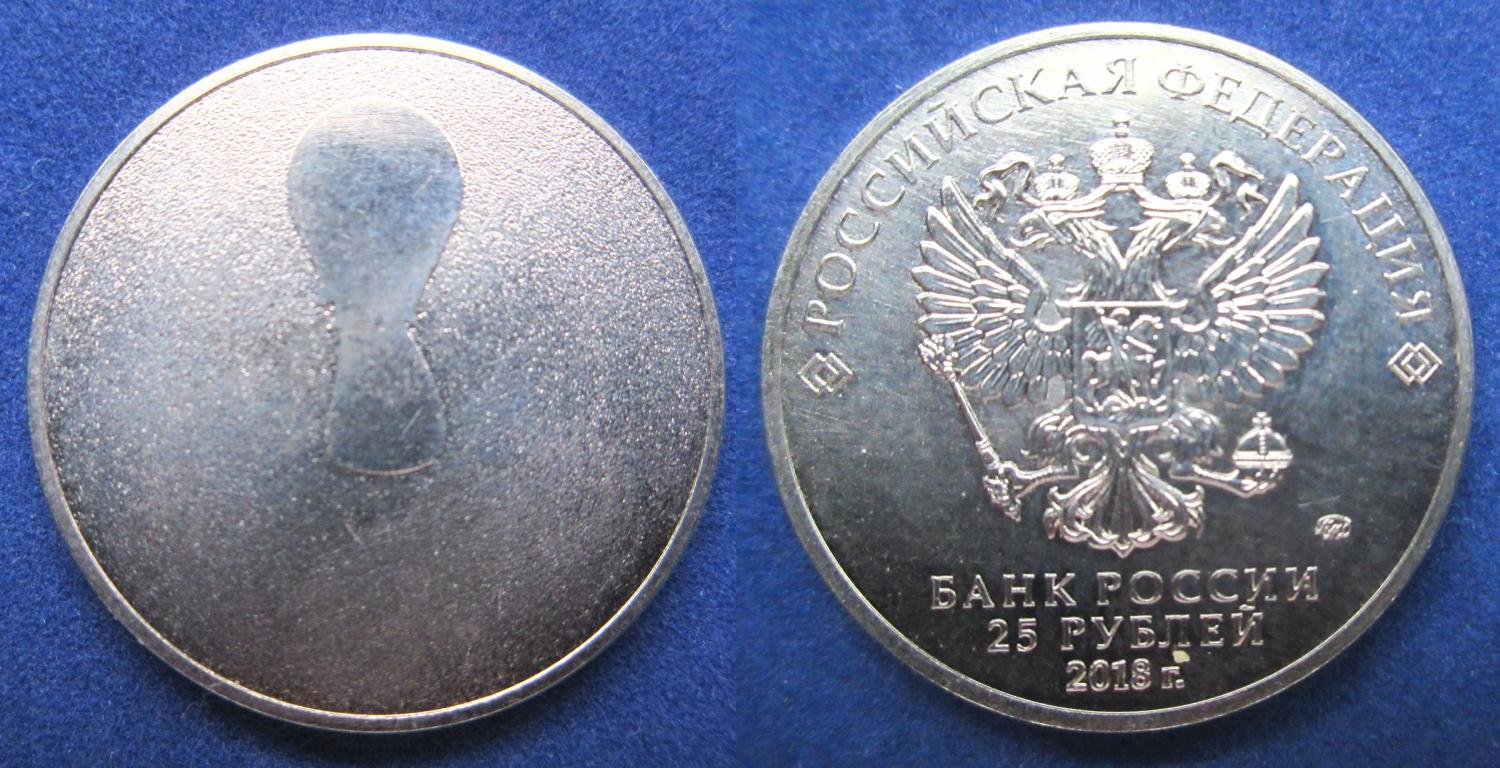 РОССИЙСКАЯ ФЕДЕРАЦИЯ
БАНК РОССИИ
25 РУБЛЕЙ
2018 г.